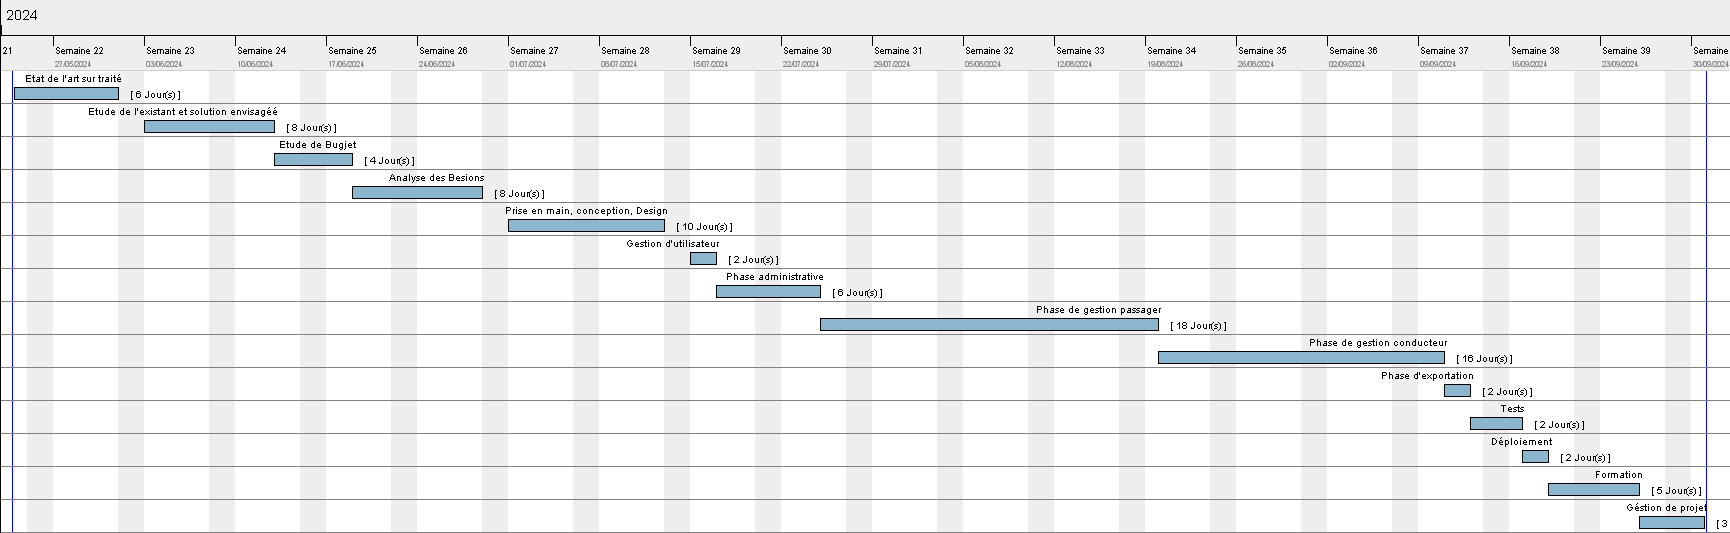 2024
21 Semaine 22 Semaine 23 Semaine 24 Semaine 25 Semaine 26 Semaine 27 Semaine 28 Semaine 29 Semaine 30 Semaine 31 Semaine 32 Semaine 33 Semaine 34 Semaine 35 Semaine 36 Semaine 37 Semaine 38 Semaine 39 Semaine
27/05/2024 03/06/2024 10/06/2024 17/06/2024 24/06/2024 01/07/2024 08/07/2024 15/07/2024 22/07/2024 29/07/2024 05/08/2024 12/08/2024 19/08/2024 26/08/2024 02/09/2024 09/09/2024 16/09/2024 23/09/2024 30/09/2024
Etat de l'art sur traité
[ 6 Jour(s) ]
Etude de l'existant et solution envisagéé
[ 8 Jour(s) ]
Etude de Bugjet
[ 4 Jour(s) ]
Analyse des Besions
[ 8 Jour(s) ]
Prise en main, conception, Design
[ 10 Jour(s) ]
Gestion d'utilisateur
[ 2 Jour(s) ]
Phase administrative
[ 6 Jour(s) ]
Phase de gestion passager
[ 18 Jour(s) ]
Phase de gestion conducteur
[ 16 Jour(s) ]
Phase d'exportation
[ 2 Jour(s) ]
Tests
[ 2 Jour(s) ]
Déploiement
[ 2 Jour(s) ]
Formation
[ 5 Jour(s) ]
Géstion de projet
[ 3